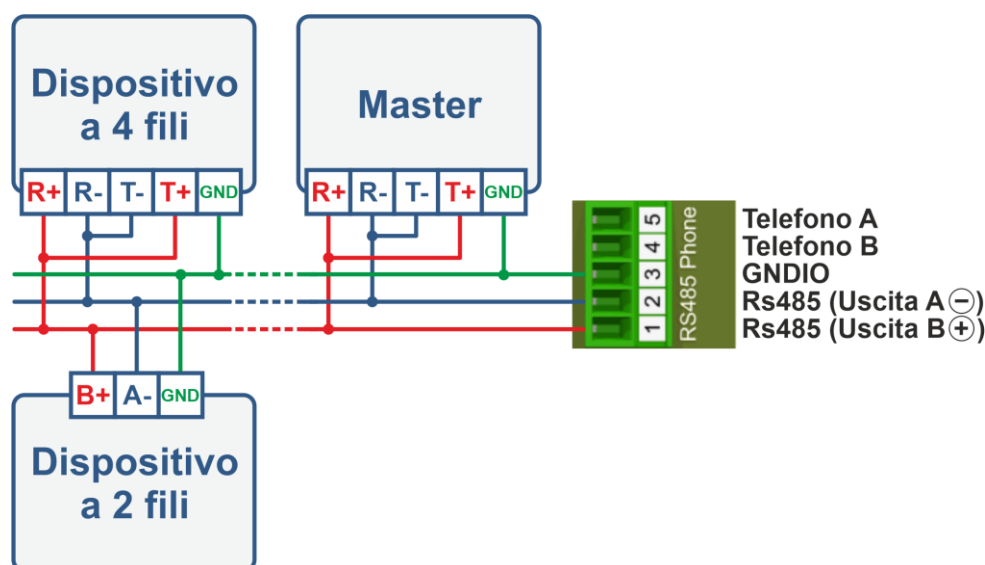 Dispositivo
a 4 fili
R+ R- T- T+ GND
Master
R+ R- T- T+ GND
5
4
3
2
1
RS485 Phone
Telefono A
Telefono B
GNDIO
Rs485 (Uscita A⊖)
Rs485 (Uscita B⊕)
B+ A- GND
Dispositivo
a 2 fili